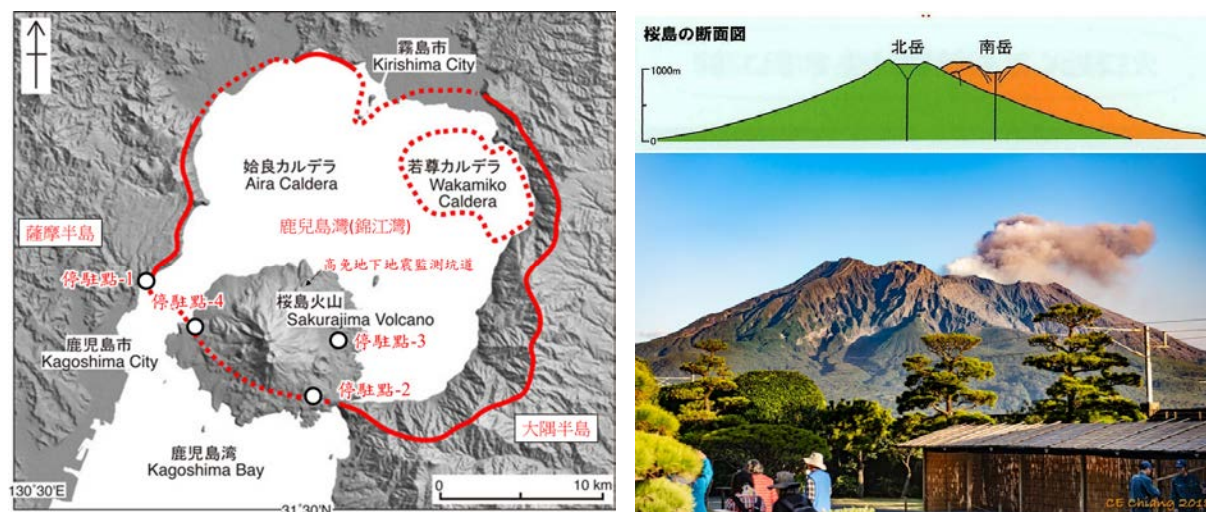 霧島市
Kirishima City
姶良カルデラ
Aira Caldera
若尊カルデラ
Wakamiko
Caldera
鹿兒島灣(錦江灣)
薩摩半島
高免地下地震監測坑道
停駐點-1
停駐點-4
桜島火山
Sakurajima Volcano
停駐點-3
鹿児島市
Kagoshima City
停駐點-2
大隅半島
鹿児島湾
Kagoshima Bay
0 10 km
130°30'E
31°30'N
桜島の断面図
北岳
南岳
1000m
0